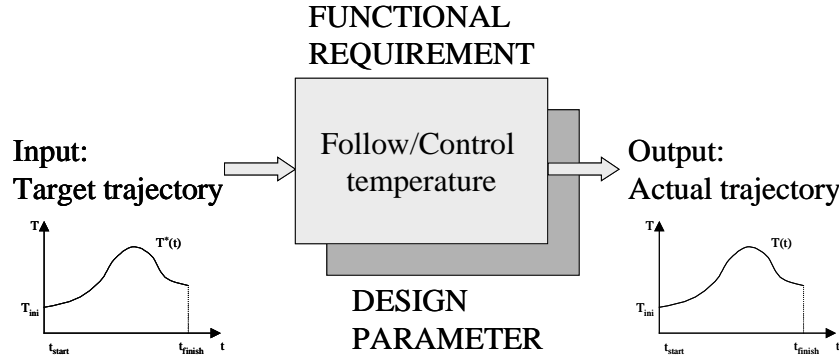 FUNCTIONAL
REQUIREMENT
Follow/Control
temperature
Input:
Target trajectory
T
T*(t)
T_ini
t_start
t_finish
t
Output:
Actual trajectory
T
T(t)
T_ini
t_start
t_finish
t
DESIGN
PARAMETER